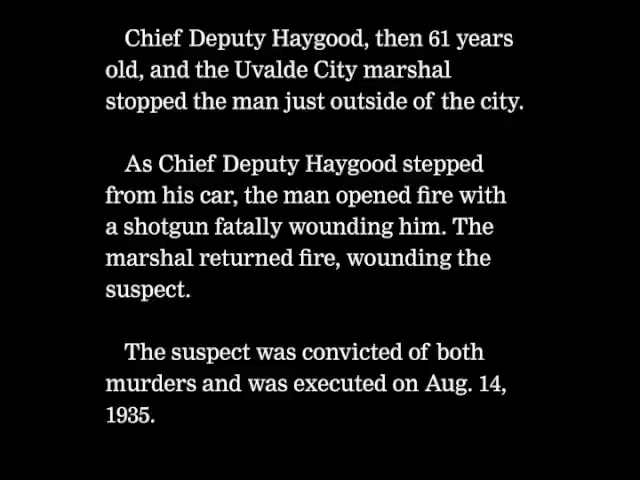 Chief Deputy Haygood, then 61 years
old, and the Uvalde City marshal
stopped the man just outside of the city.
As Chief Deputy Haygood stepped
from his car, the man opened fire with
a shotgun fatally wounding him. The
marshal returned fire, wounding the
suspect.
The suspect was convicted of both
murders and was executed on Aug. 14,
1935.